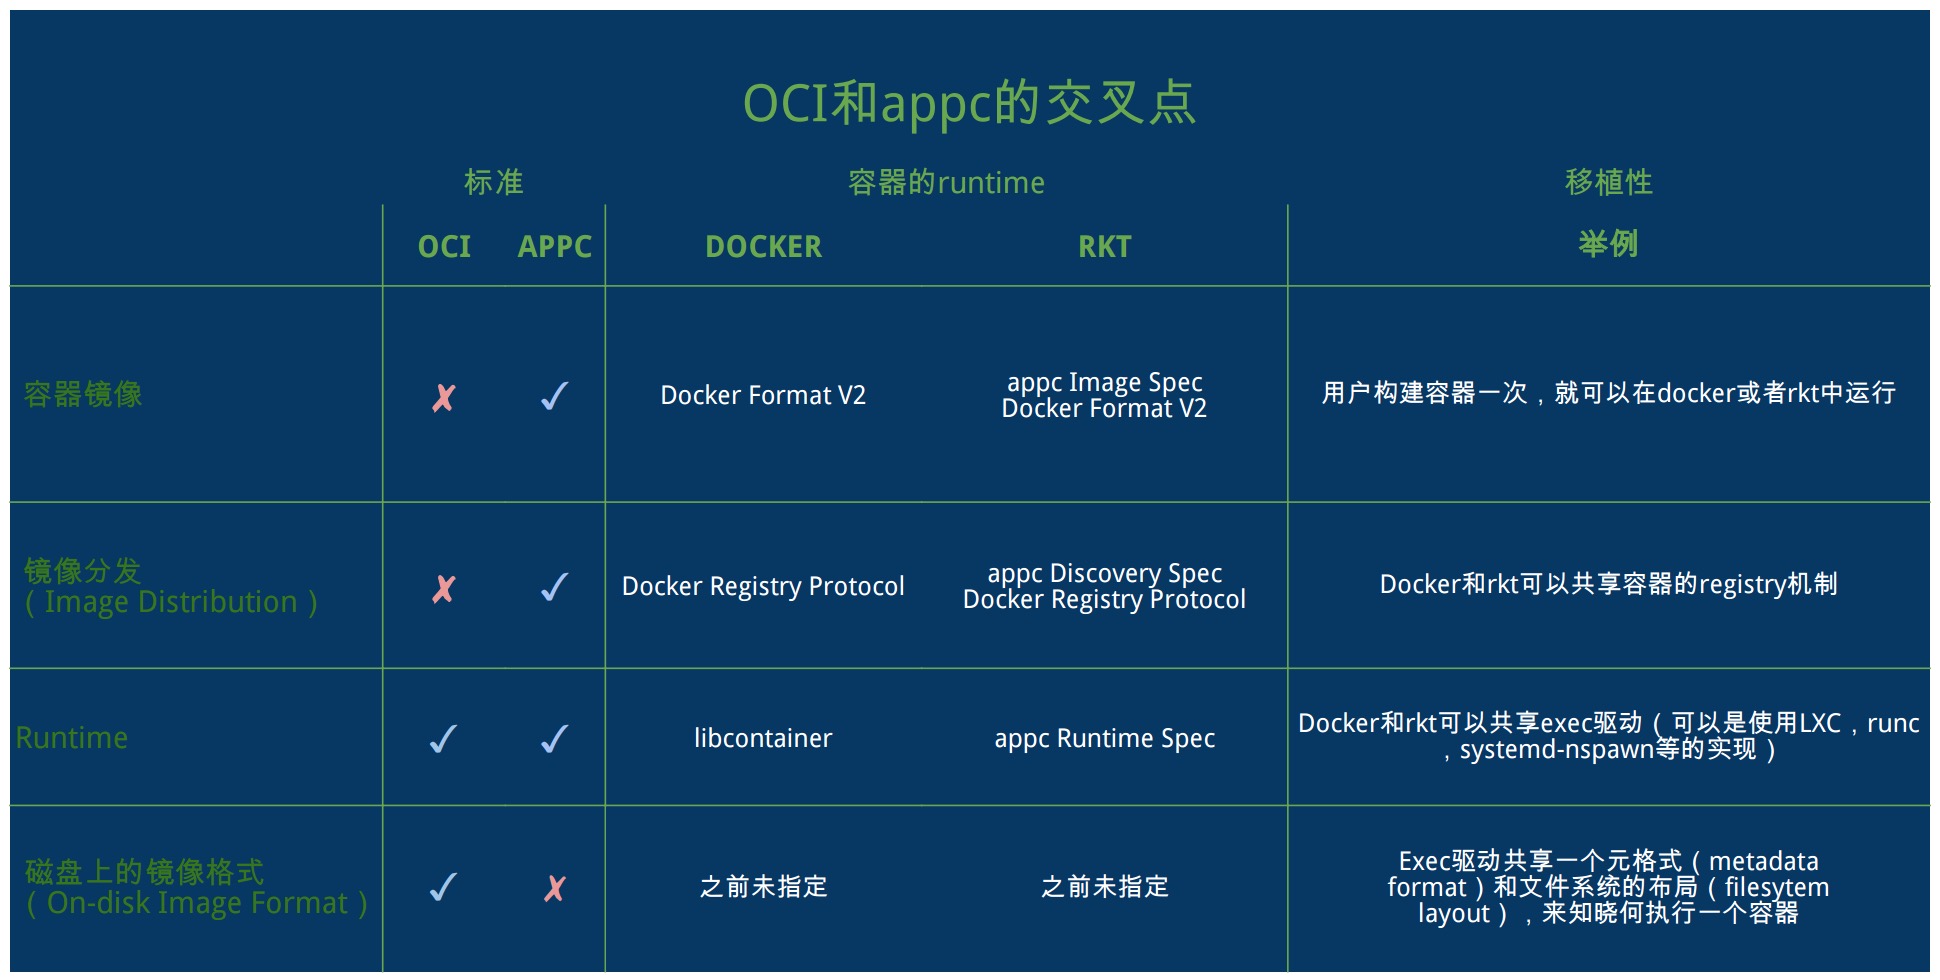 OCI和appc的交叉点
标准 容器的runtime 移植性
OCI APPC DOCKER RKT 举例
容器镜像 ✗ ✓ Docker Format V2
appc Image Spec
Docker Format V2
用户构建容器一次，就可以在docker或者rkt中运行
镜像分发
（Image Distribution）
✗ ✓ Docker Registry Protocol
appc Discovery Spec
Docker Registry Protocol
Docker和rkt可以共享容器的registry机制
Runtime ✓ ✓ libcontainer appc Runtime Spec
Docker和rkt可以共享exec驱动（可以是使用LXC，runc
，systemd-nspawn等的实现）
磁盘上的镜像格式
（On-disk Image Format）
✓ ✗ 之前未指定 之前未指定
Exec驱动共享一个元格式（metadata
format）和文件系统的布局（filesytem
layout），来知晓何执行一个容器